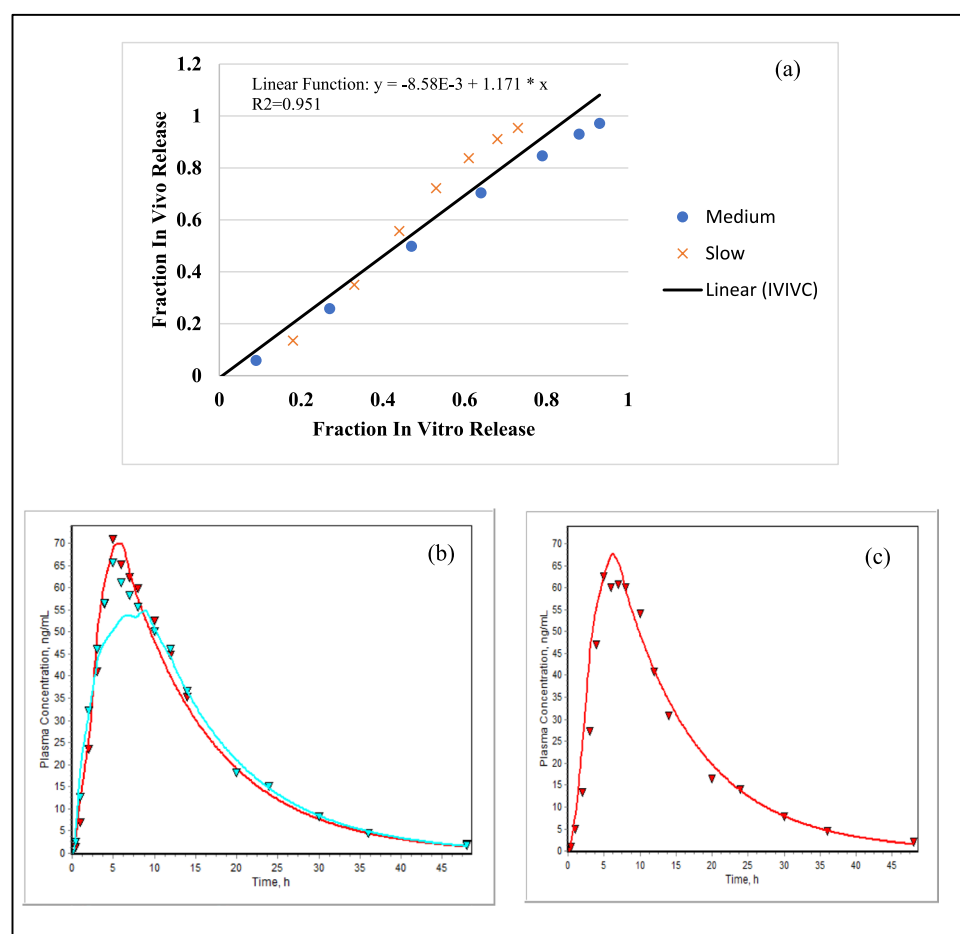 (a)
Linear Function: y = -8.58E-3 + 1.171 * x
R2=0.951
1.2
1
0.8
0.6
0.4
0.2
0
Fraction In Vivo Release
0 0.2 0.4 0.6 0.8 1
Fraction In Vitro Release
Medium
Slow
Linear (IVIVC)
(b)
Plasma Concentration, ng/mL
70
65
60
55
50
45
40
35
30
25
20
15
10
5
0
0 5 10 15 20 25 30 35 40 45
Time, h
(c)
Plasma Concentration, ng/mL
70
65
60
55
50
45
40
35
30
25
20
15
10
5
0
0 5 10 15 20 25 30 35 40 45
Time, h